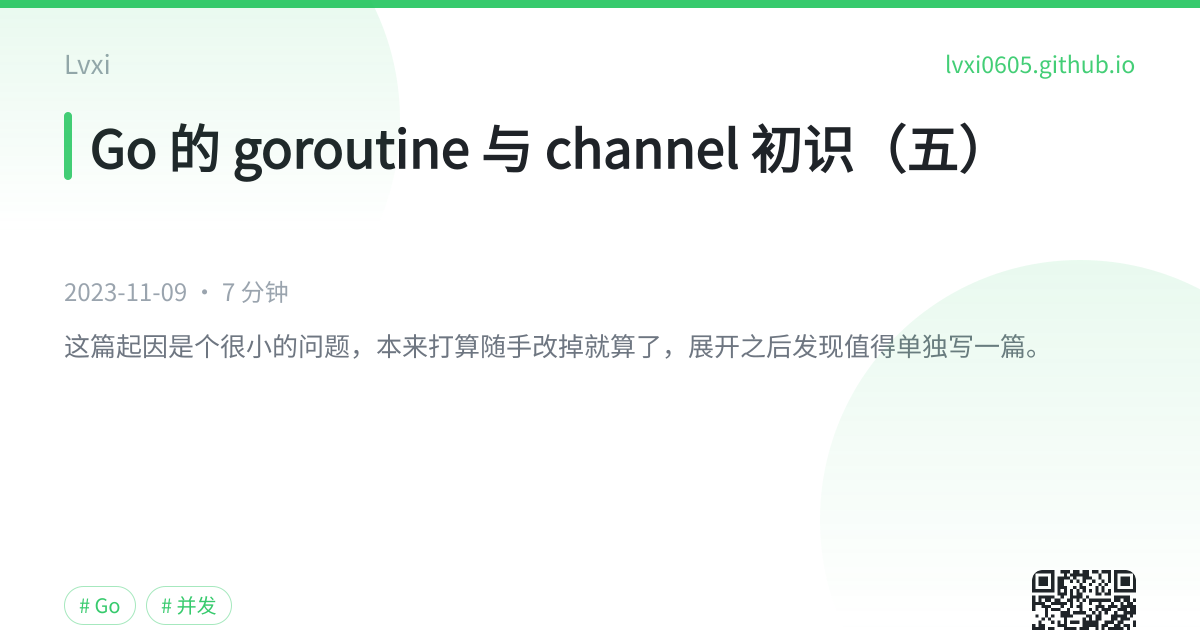 Lvxi
lvxi0605.github.io
Go 的 goroutine 与 channel 初识（五）
2023-11-09 · 7 分钟
这篇起因是个很小的问题，本来打算随手改掉就算了，展开之后发现值得单独写一篇。
# Go
# 并发